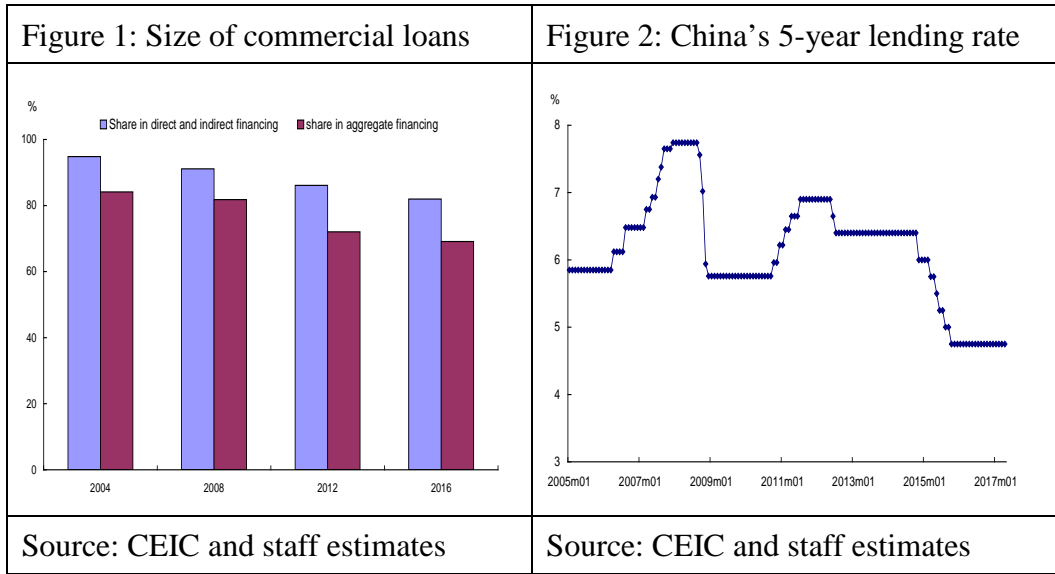 Figure 1: Size of commercial loans
Figure 2: China's 5-year lending rate
%
Share in direct and indirect financing
share in aggregate financing
100
80
60
40
20
0
2004
2008
2012
2016
%
8
7
6
5
4
3
2005m01
2007m01
2009m01
2011m01
2013m01
2015m01
2017m01
Source: CEIC and staff estimates
Source: CEIC and staff estimates